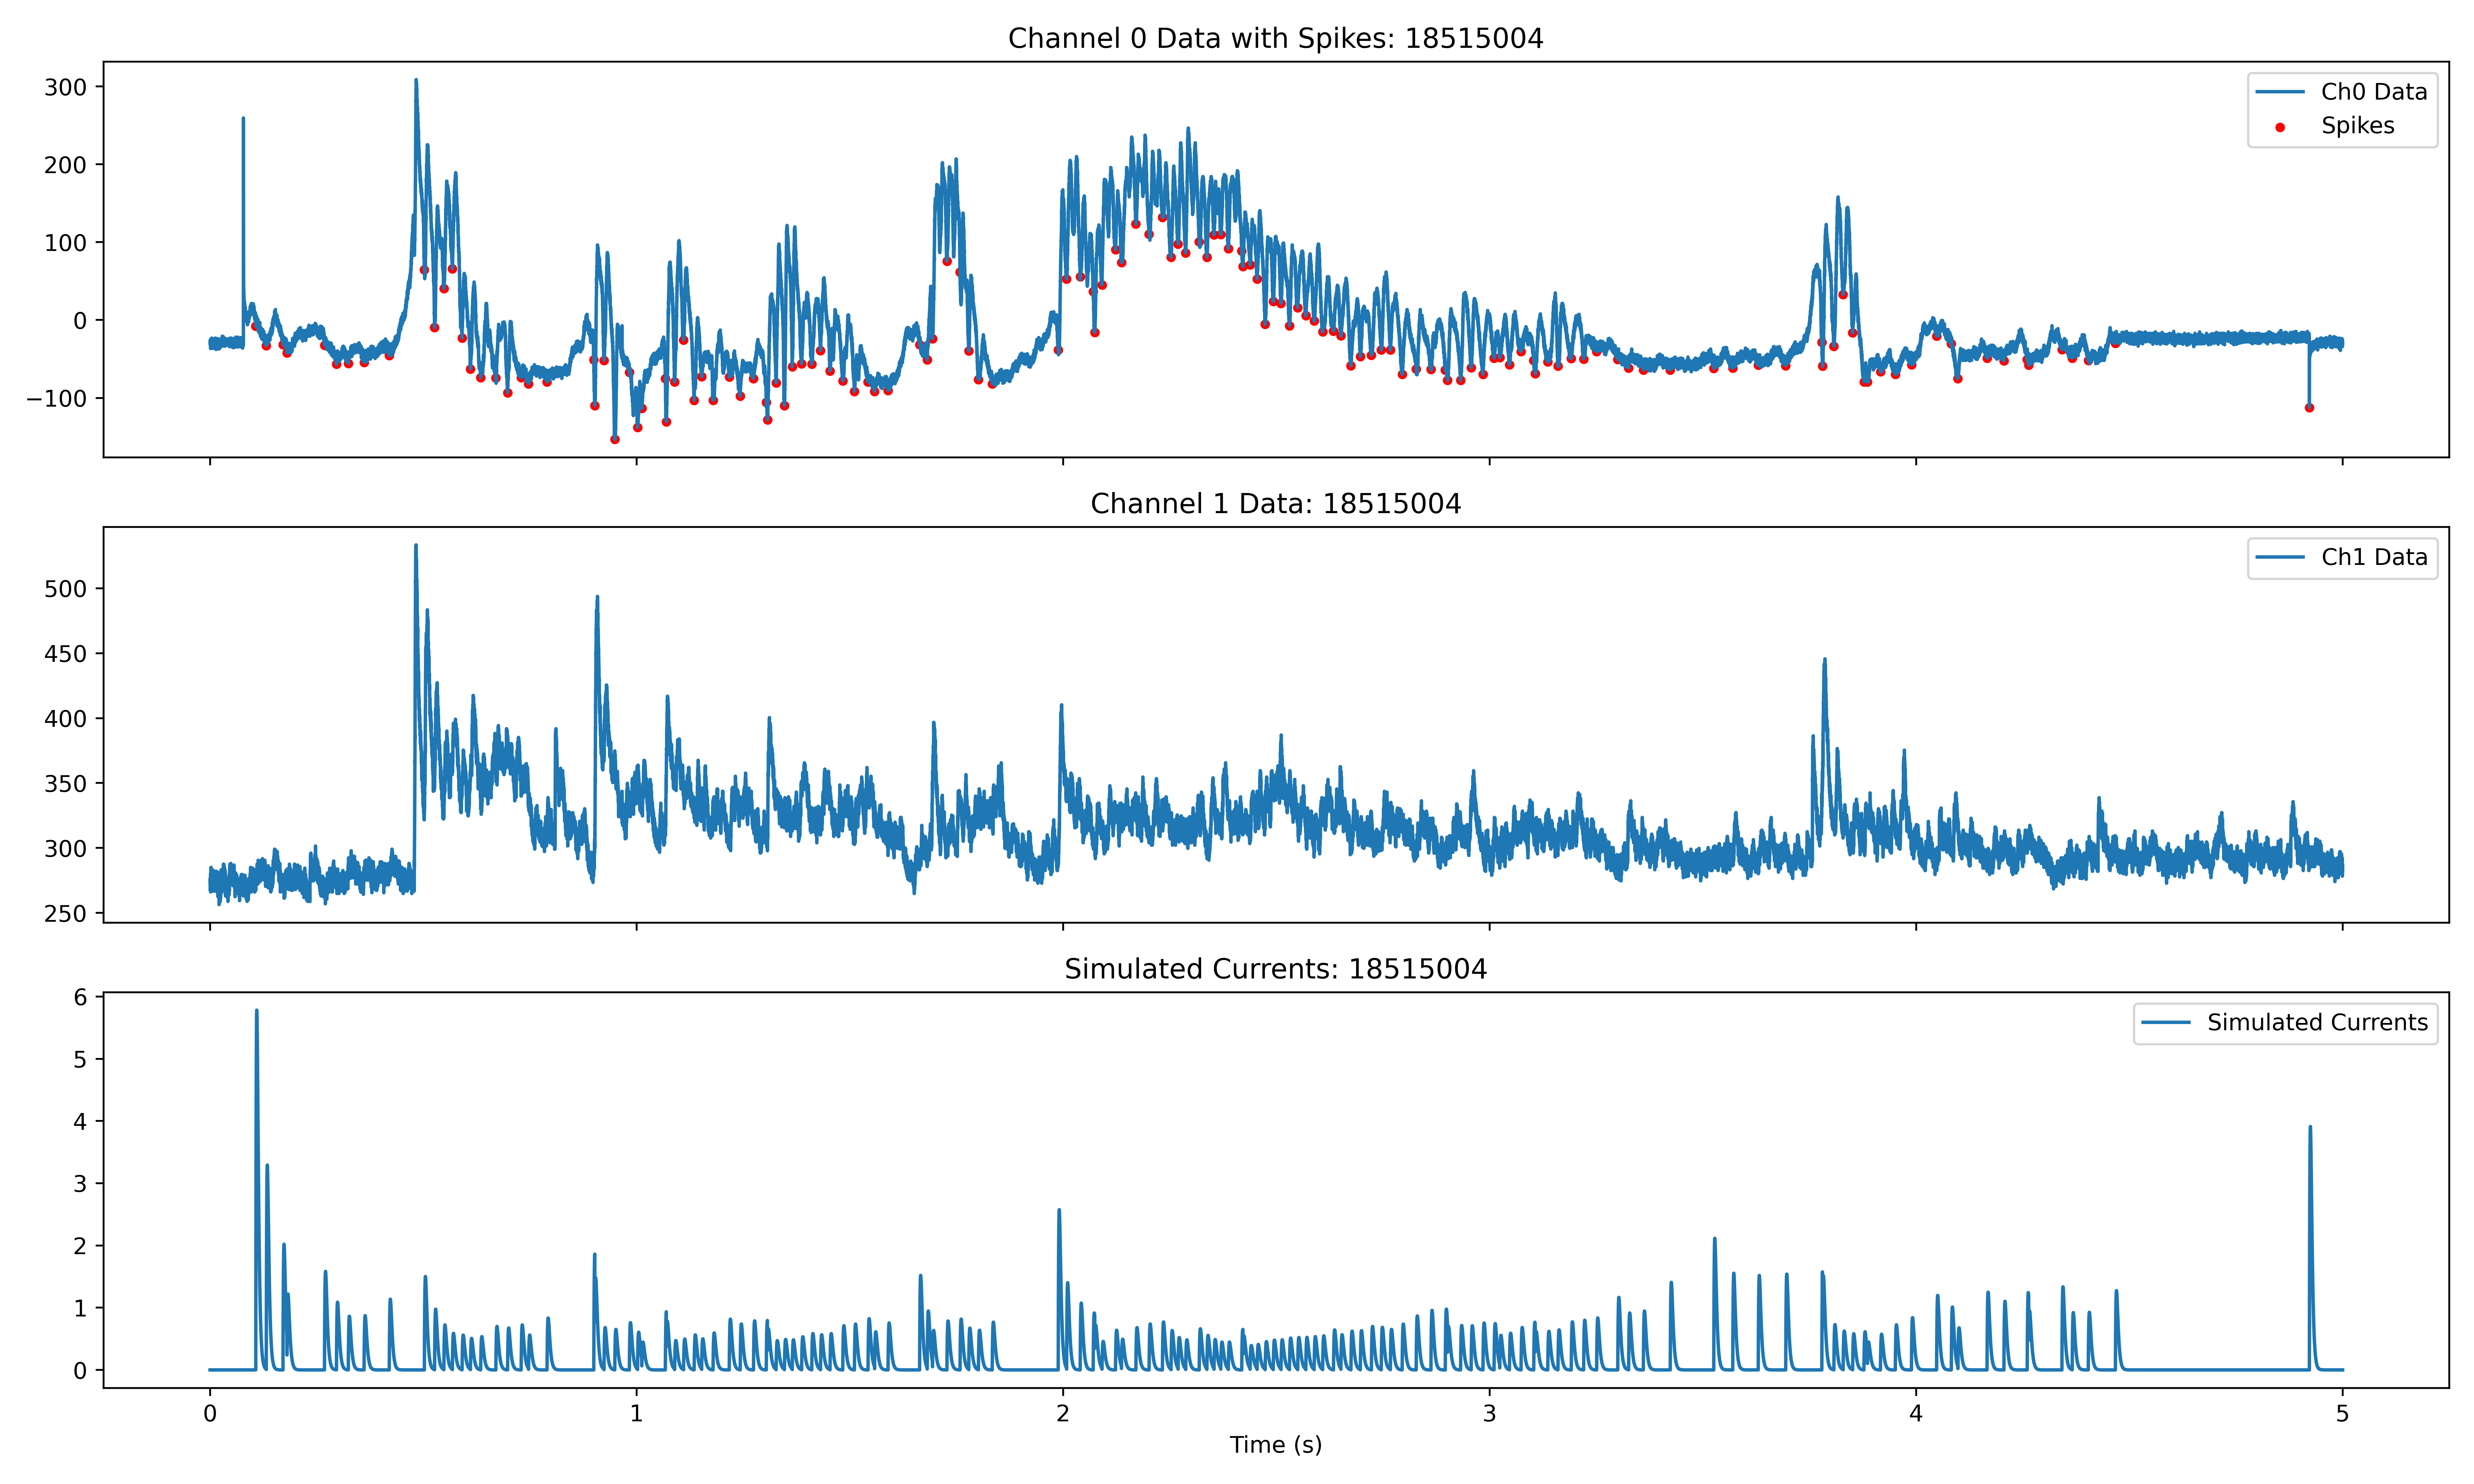 Channel 0 Data with Spikes: 18515004
300
200
100
0
−100
Ch0 Data
Spikes
Channel 1 Data: 18515004
500
450
400
350
300
250
Ch1 Data
Simulated Currents: 18515004
6
5
4
3
2
1
0
Simulated Currents
0 1 2 3 4 5
Time (s)